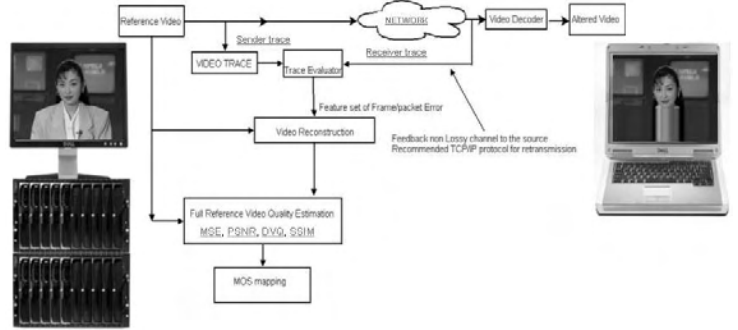 Reference Video
NETWORK
Video Decoder
Altered Video
Sender trace
Receiver trace
VIDEO TRACE
Trace Evaluator
Feature set of Frame/packet Error
Video Reconstruction
Feedback non Lossy channel to the source
Recommended TCP/IP protocol for retransmission
Full Reference Video Quality Estimation
MSE, PSNR, DVQ, SSIM
MOS mapping
DELL